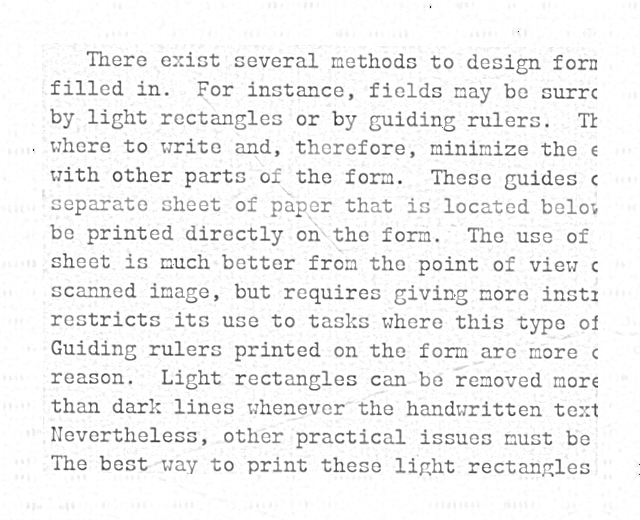 There exist several methods to design
filled in. For instance, fields may be
by light rectangles or by guiding rulers.
where to write and, therefore, minimize the
with other parts of the form. These guides
separate sheet of paper that is located
be printed directly on the form. The use of
sheet is much better from the point of view
scanned image, but requires giving more
restricts its use to tasks where this type of
Guiding rulers printed on the form are more
reason. Light rectangles can be removed more
than dark lines whenever the handwritten text
Nevertheless, other practical issues must be
The best way to print these light rectangles